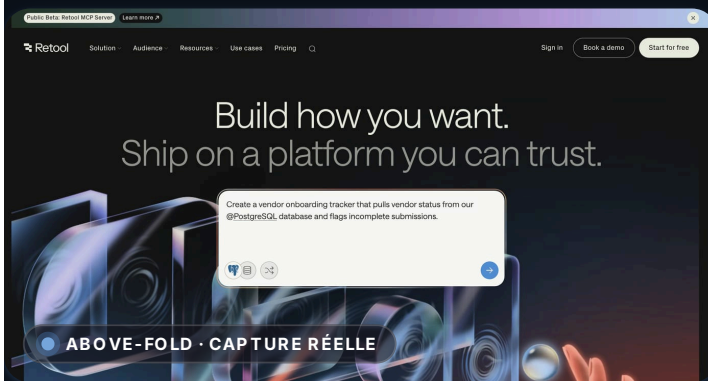 Public Beta: Retool MCP Server Learn more ↗
Retool Solution Audience Resources Use cases Pricing Sign in Book a demo Start for free
Build how you want.
Ship on a platform you can trust.
Create a vendor onboarding tracker that pulls vendor status from our
@PostgreSQL database and flags incomplete submissions.
ABOVE-FOLD · CAPTURE RÉELLE